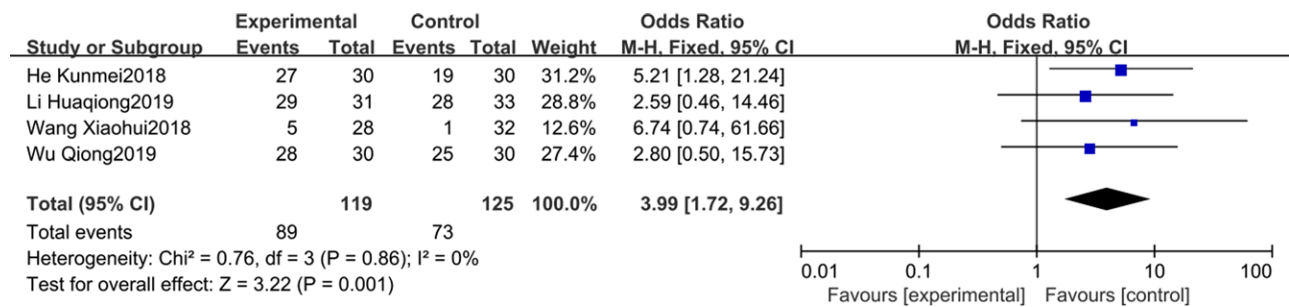 Experimental Control Odds Ratio Odds Ratio
Study or Subgroup Events Total Events Total Weight M-H, Fixed, 95% CI M-H, Fixed, 95% CI
He Kunmei2018 27 30 19 30 31.2% 5.21 [1.28, 21.24]
Li Huaqiong2019 29 31 28 33 28.8% 2.59 [0.46, 14.46]
Wang Xiaohui2018 5 28 1 32 12.6% 6.74 [0.74, 61.66]
Wu Qiong2019 28 30 25 30 27.4% 2.80 [0.50, 15.73]
Total (95% CI) 119 125 100.0% 3.99 [1.72, 9.26]
Total events 89 73
Heterogeneity: Chi² = 0.76, df = 3 (P = 0.86); I² = 0%
Test for overall effect: Z = 3.22 (P = 0.001)
0.01 0.1 1 10 100
Favours [experimental] Favours [control]